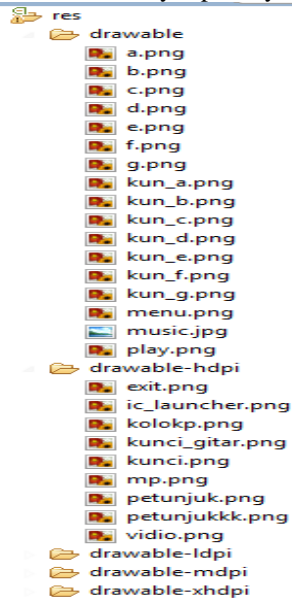 res
drawable
a.png
b.png
c.png
d.png
e.png
f.png
g.png
kun_a.png
kun_b.png
kun_c.png
kun_d.png
kun_e.png
kun_f.png
kun_g.png
menu.png
music.jpg
play.png
drawable-hdpi
exit.png
ic_launcher.png
kolokp.png
kunci_gitar.png
kunci.png
mp.png
petunjuk.png
petunjukkk.png
vidio.png
drawable-ldpi
drawable-mdpi
drawable-xhdpi